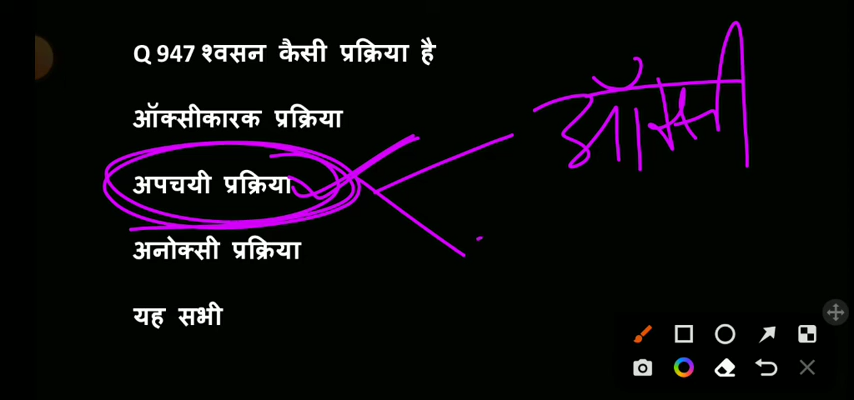 Q 947 श्वसन कैसी प्रक्रिया है
ऑक्सीकारक प्रक्रिया
अपचयी प्रक्रिया
अनोक्सी प्रक्रिया
यह सभी
ऑक्सी